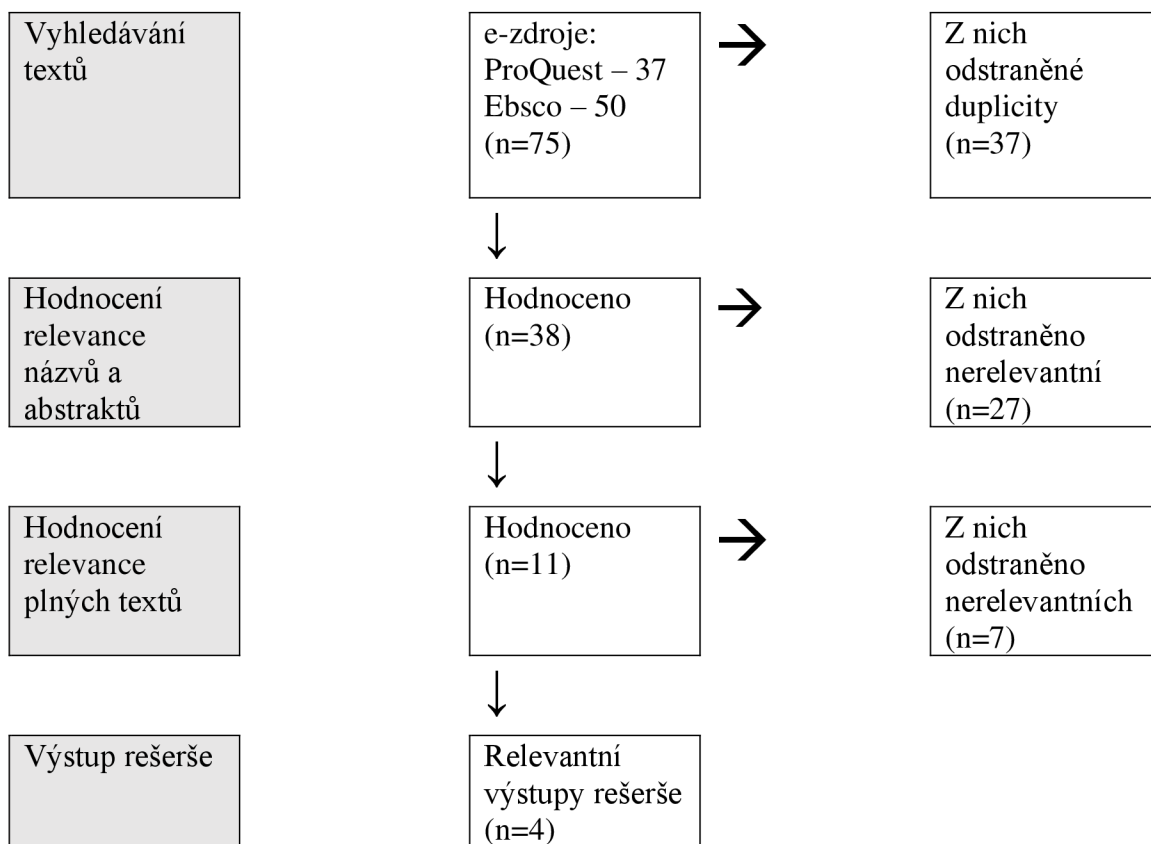 Vyhledávání
textů
e-zdroje:
ProQuest – 37
Ebsco – 50
(n=75)
Z nich
odstraněné
duplicity
(n=37)
Hodnocení
relevance
názvů a
abstraktů
Hodnoceno
(n=38)
Z nich
odstraněno
nerelevantní
(n=27)
Hodnocení
relevance
plných textů
Hodnoceno
(n=11)
Z nich
odstraněno
nerelevantních
(n=7)
Výstup rešerše
Relevantní
výstupy rešerše
(n=4)